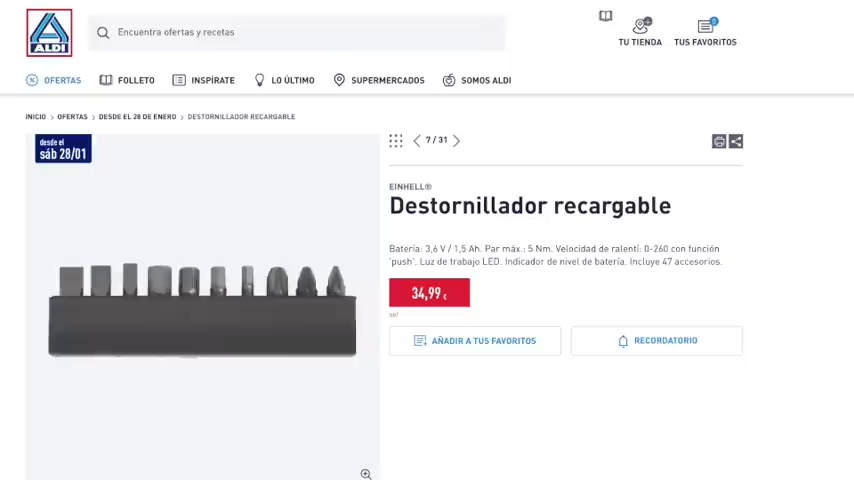 ALDI
Encuentra ofertas y recetas
TU TIENDA
0
TUS FAVORITOS
OFERTAS
FOLLETO
INSPÍRATE
LO ÚLTIMO
SUPERMERCADOS
SOMOS ALDI
INICIO > OFERTAS > DESDE EL 28 DE ENERO > DESTORNILLADOR RECARGABLE
desde el
sáb 28/01
7 / 31
EINHELL®
Destornillador recargable
Batería: 3,6 V / 1,5 Ah. Par máx.: 5 Nm. Velocidad de ralentí: 0-260 con función
'push'. Luz de trabajo LED. Indicador de nivel de batería. Incluye 47 accesorios.
34,99 €
AÑADIR A TUS FAVORITOS
RECORDATORIO